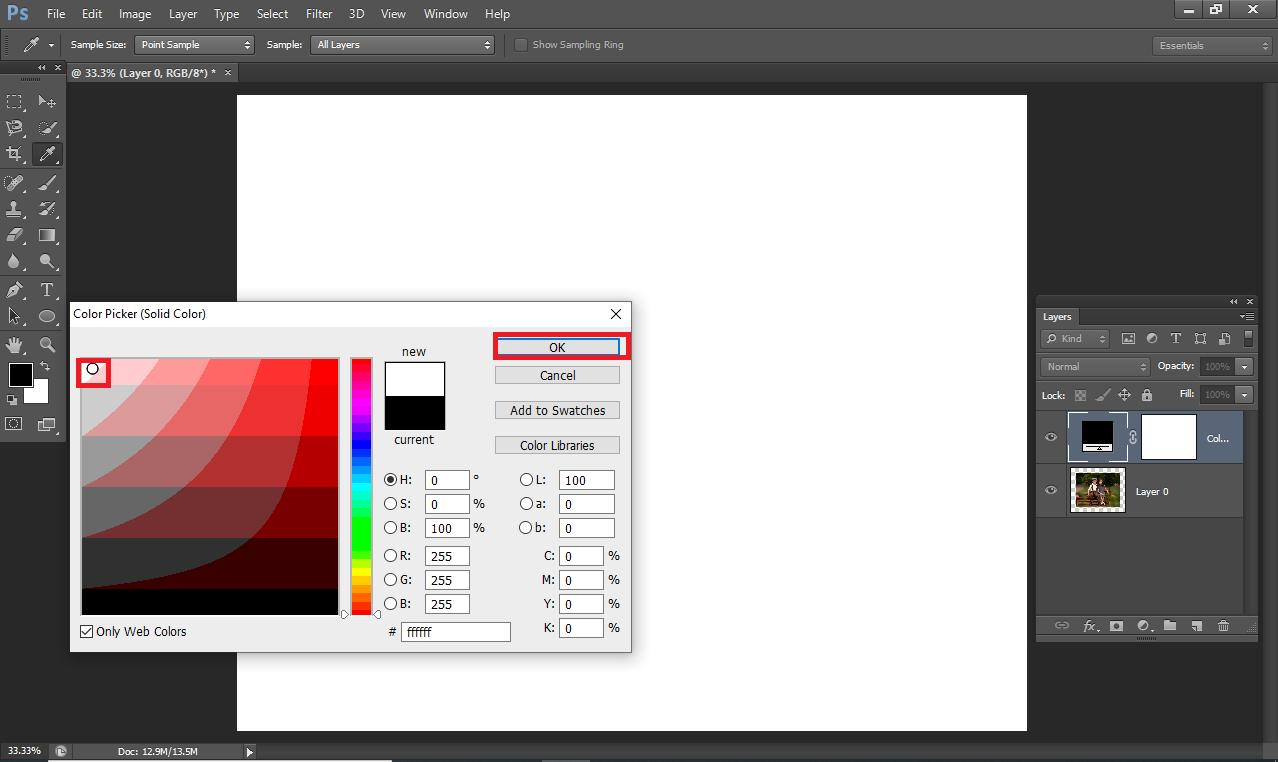 Ps File Edit Image Layer Type Select Filter 3D View Window Help
Sample Size: Point Sample Sample: All Layers Show Sampling Ring Essentials
@ 33.3% (Layer 0, RGB/8*) * ×
Color Picker (Solid Color)
new
current
OK
Cancel
Add to Swatches
Color Libraries
H: 0 °
S: 0 %
B: 100 %
R: 255
G: 255
B: 255
# ffffff
L: 100
a: 0
b: 0
C: 0 %
M: 0 %
Y: 0 %
K: 0 %
Only Web Colors
Layers
Kind
Normal Opacity: 100%
Lock: Fill: 100%
Col...
Layer 0
33.33% Doc: 12.9M/13.5M